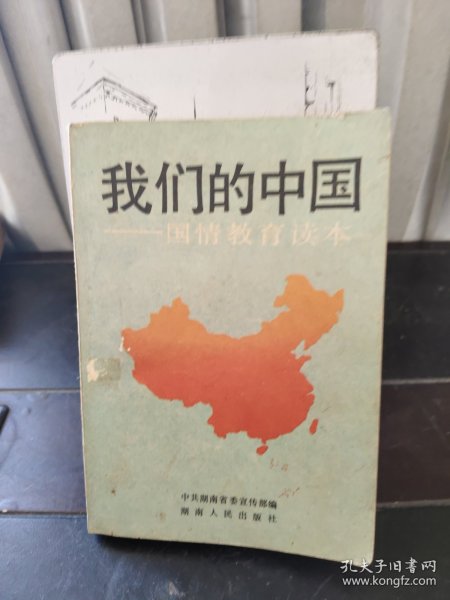 我们的中国
——国情教育读本
中共湖南省委宣传部编
湖南人民出版社
孔夫子旧书网
www.kongfz.com